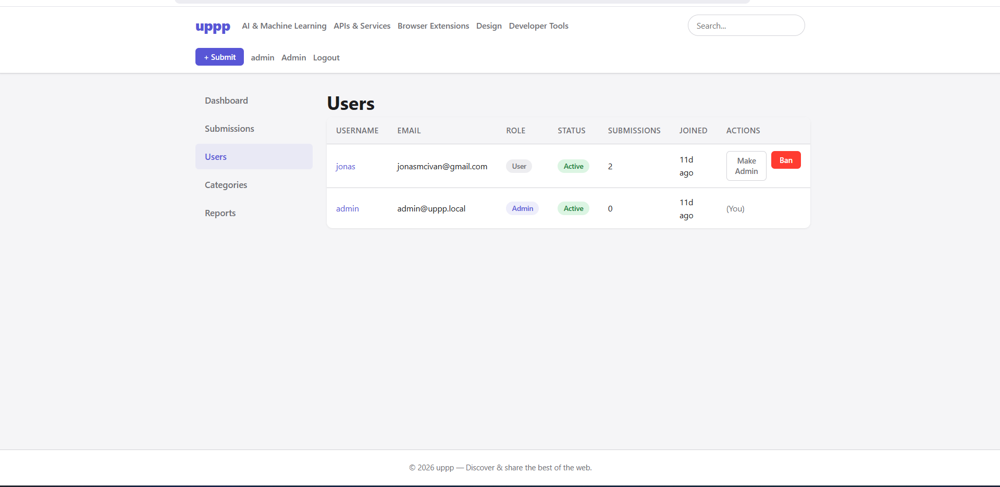 uppp AI & Machine Learning APIs & Services Browser Extensions Design Developer Tools Search...
+ Submit admin Admin Logout
Dashboard
Submissions
Users
Categories
Reports
Users
USERNAME EMAIL ROLE STATUS SUBMISSIONS JOINED ACTIONS
jonas jonasmcivan@gmail.com User Active 2 11d ago Make Admin Ban
admin admin@uppp.local Admin Active 0 11d ago (You)
© 2026 uppp — Discover & share the best of the web.